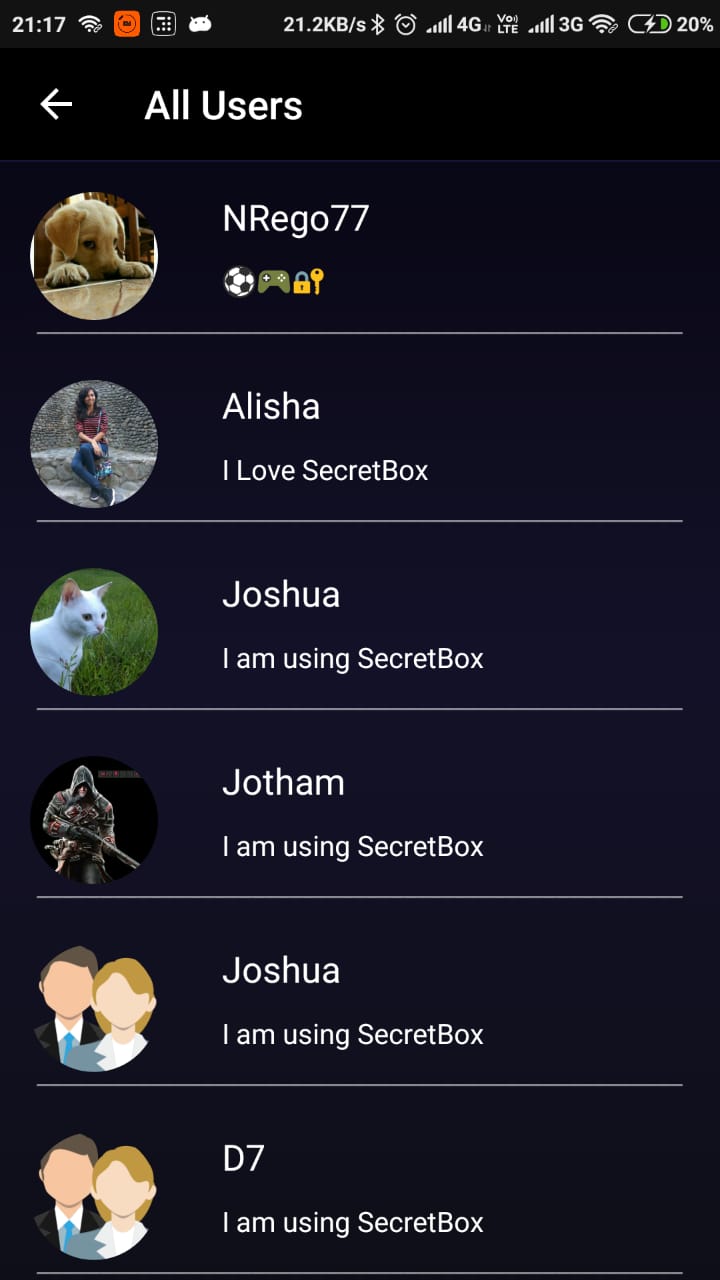 21:17 21.2KB/s 4G Vo) LTE 3G 20%
All Users
NRego77
⚽🎮🔐
Alisha
I Love SecretBox
Joshua
I am using SecretBox
Jotham
I am using SecretBox
Joshua
I am using SecretBox
D7
I am using SecretBox